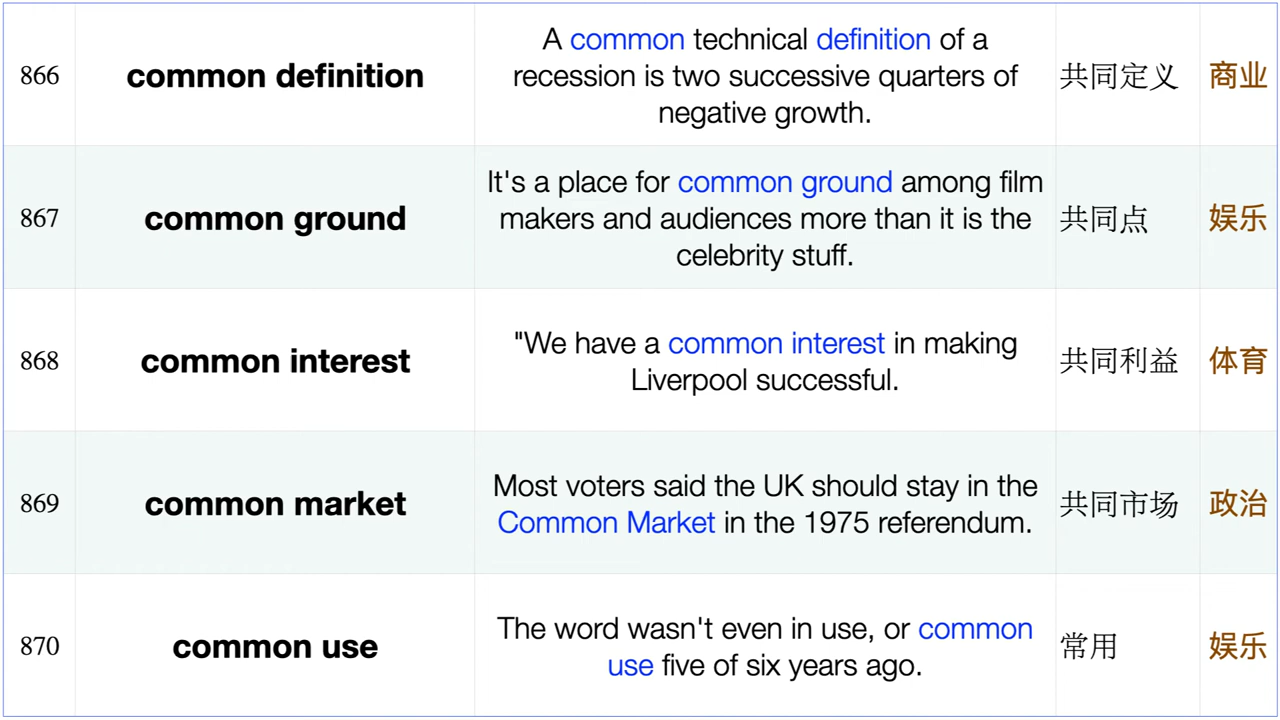 866
common definition
A common technical definition of a
recession is two successive quarters of
negative growth.
共同定义
商业
867
common ground
It's a place for common ground among film
makers and audiences more than it is the
celebrity stuff.
共同点
娱乐
868
common interest
"We have a common interest in making
Liverpool successful.
共同利益
体育
869
common market
Most voters said the UK should stay in the
Common Market in the 1975 referendum.
共同市场
政治
870
common use
The word wasn't even in use, or common
use five of six years ago.
常用
娱乐